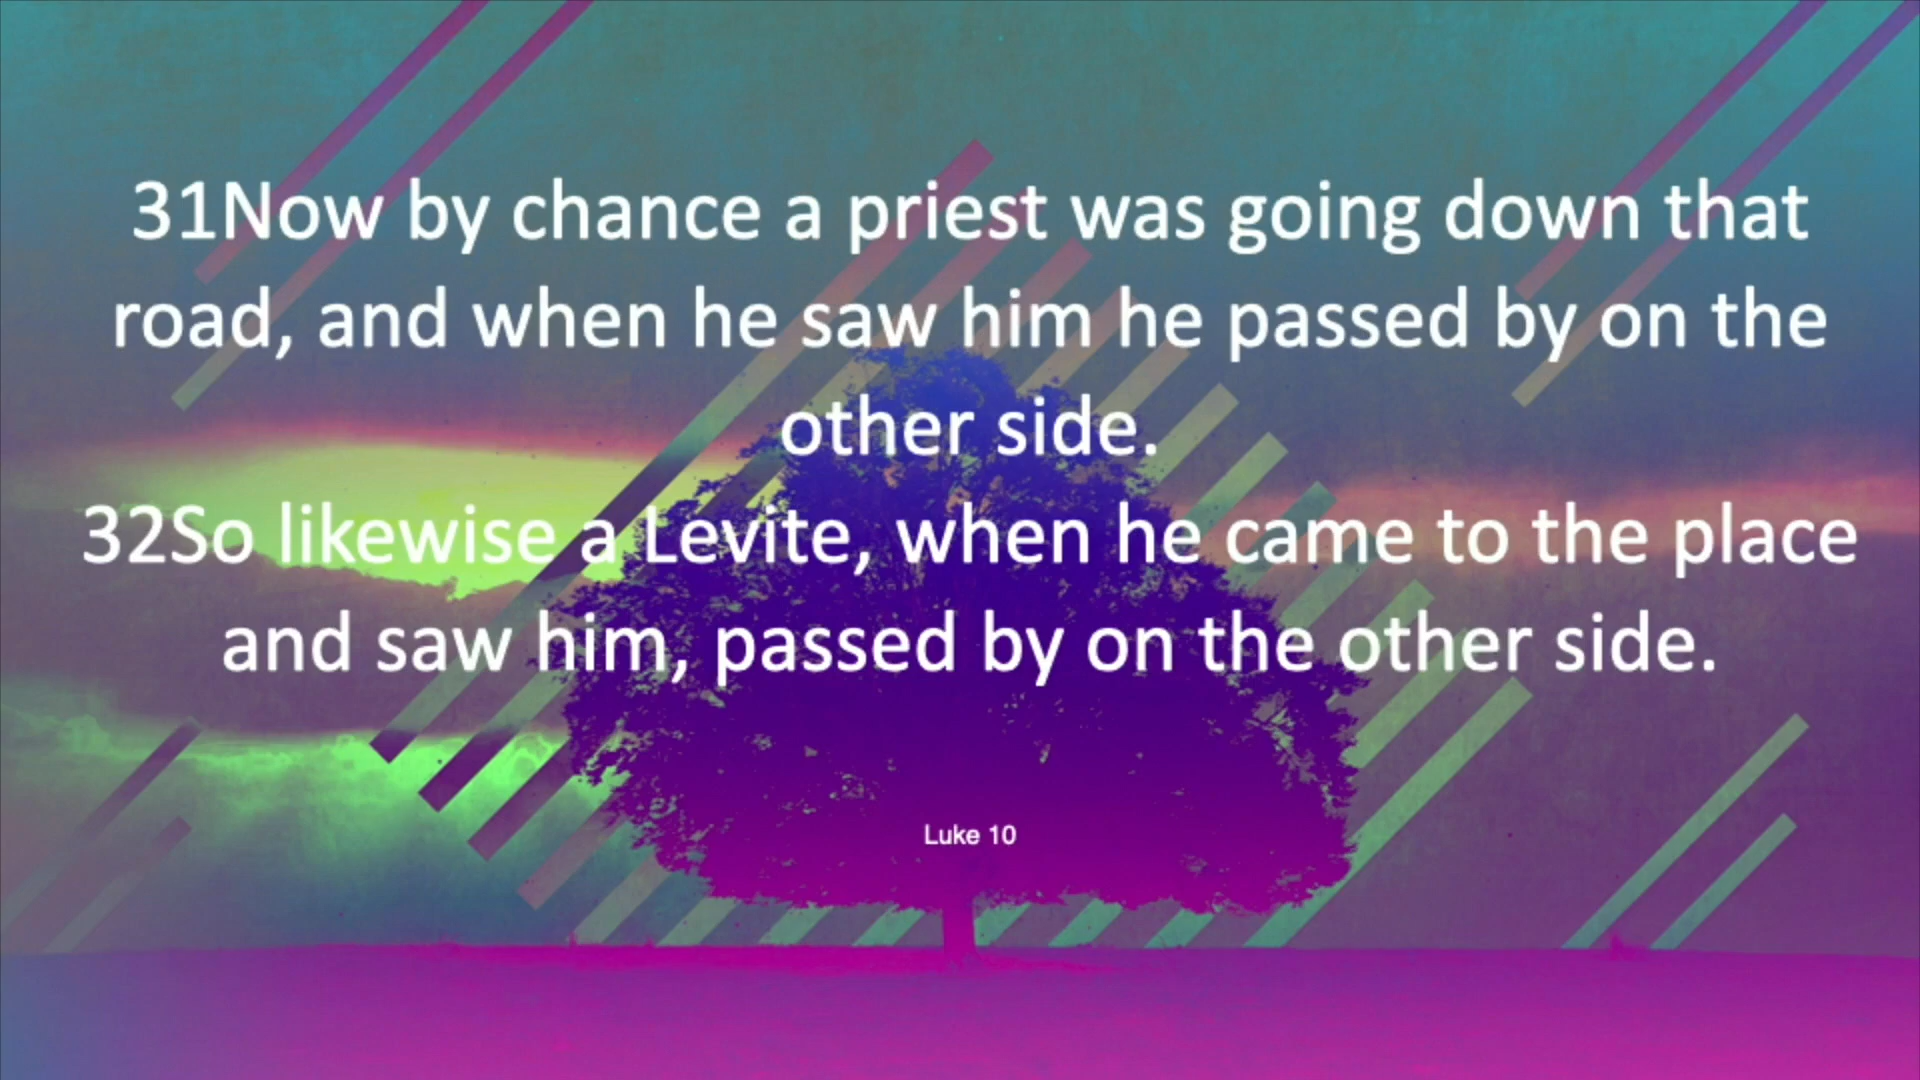 31Now by chance a priest was going down that
road, and when he saw him he passed by on the
other side.
32So likewise a Levite, when he came to the place
and saw him, passed by on the other side.
Luke 10